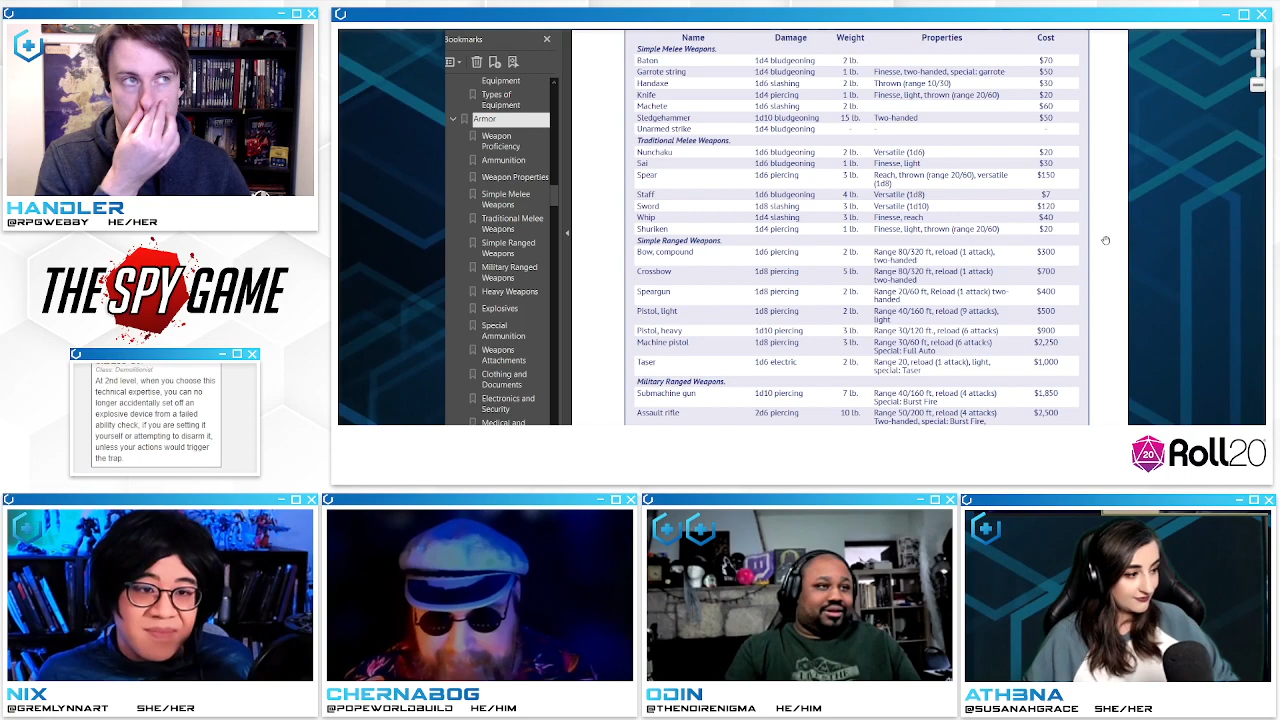 HANDLER
@RPGWEBBY HE/HER
THE SPY GAME
Class: Demolitionist
At 2nd level, when you choose this
technical expertise, you can no
longer accidentally set off an
explosive device from a failed
ability check, if you are setting it
yourself or attempting to disarm it,
unless your actions would trigger
the trap.
Bookmarks
Equipment
Types of
Equipment
Armor
Weapon
Proficiency
Ammunition
Weapon Properties
Simple Melee
Weapons
Traditional Melee
Weapons
Simple Ranged
Weapons
Military Ranged
Weapons
Heavy Weapons
Explosives
Special
Ammunition
Weapons
Attachments
Clothing and
Documents
Electronics and
Security
Medical and
Name Damage Weight Properties Cost
Simple Melee Weapons.
Baton 1d4 bludgeoning 2 lb. $70
Garrote string 1d4 bludgeoning 1 lb. Finesse, two-handed, special: garrote $50
Handaxe 1d6 slashing 2 lb. Thrown (range 10/30) $30
Knife 1d4 piercing 1 lb. Finesse, light, thrown (range 20/60) $20
Machete 1d6 slashing 2 lb. $60
Sledgehammer 1d10 bludgeoning 15 lb. Two-handed $50
Unarmed strike 1d4 bludgeoning - - -
Traditional Melee Weapons.
Nunchaku 1d6 bludgeoning 2 lb. Versatile (1d6) $20
Sai 1d6 bludgeoning 1 lb. Finesse, light $30
Spear 1d6 piercing 3 lb. Reach, thrown (range 20/60), versatile $150
(1d8)
Staff 1d6 bludgeoning 4 lb. Versatile (1d8) $7
Sword 1d8 slashing 3 lb. Versatile (1d10) $120
Whip 1d4 slashing 3 lb. Finesse, reach $40
Shuriken 1d4 piercing 1 lb. Finesse, light, thrown (range 20/60) $20
Simple Ranged Weapons.
Bow, compound 1d6 piercing 2 lb. Range 80/320 ft, reload (1 attack), $300
two-handed
Crossbow 1d8 piercing 5 lb. Range 80/320 ft, reload (1 attack) $700
two-handed
Speargun 1d8 piercing 2 lb. Range 20/60 ft, Reload (1 attack) two- $400
handed
Pistol, light 1d8 piercing 2 lb. Range 40/160 ft, reload (9 attacks), $500
light
Pistol, heavy 1d10 piercing 3 lb. Range 30/120 ft., reload (6 attacks) $900
Machine pistol 1d8 piercing 3 lb. Range 30/60 ft, reload (6 attacks) $2,250
Special: Full Auto
Taser 1d6 electric 2 lb. Range 20, reload (1 attack), light, $1,000
special: Taser
Military Ranged Weapons.
Submachine gun 1d10 piercing 7 lb. Range 40/160 ft, reload (4 attacks) $1,850
Special: Burst Fire
Assault rifle 2d6 piercing 10 lb. Range 50/200 ft, reload (4 attacks) $2,500
Two-handed, special: Burst Fire,
20 Roll20
NIX
@GREMLYNNART SHE/HER
CHERNABOG
@POPEWORLDBUILD HE/HIM
ODIN
@THENOIRENIGMA HE/HIM
ATH3NA
@SUSANAHGRACE SHE/HER